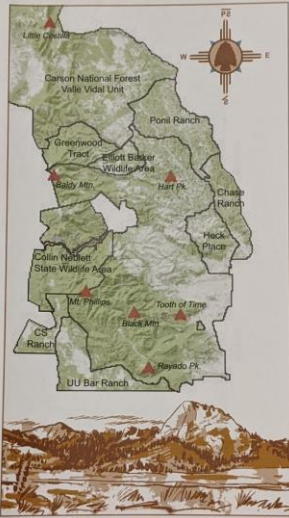 Little Costilla
Carson National Forest
Valle Vidal Unit
W
E
Ponil Ranch
Greenwood
Tract
Elliott Barker
Wildlife Area
Baldy Mtn.
Hart Pk.
Chase
Ranch
Heck
Place
Collin Neblett
State Wildlife Area
Mt. Phillips
Tooth of Time
Black Mtn.
CS
Ranch
Rayado Pk.
UU Bar Ranch